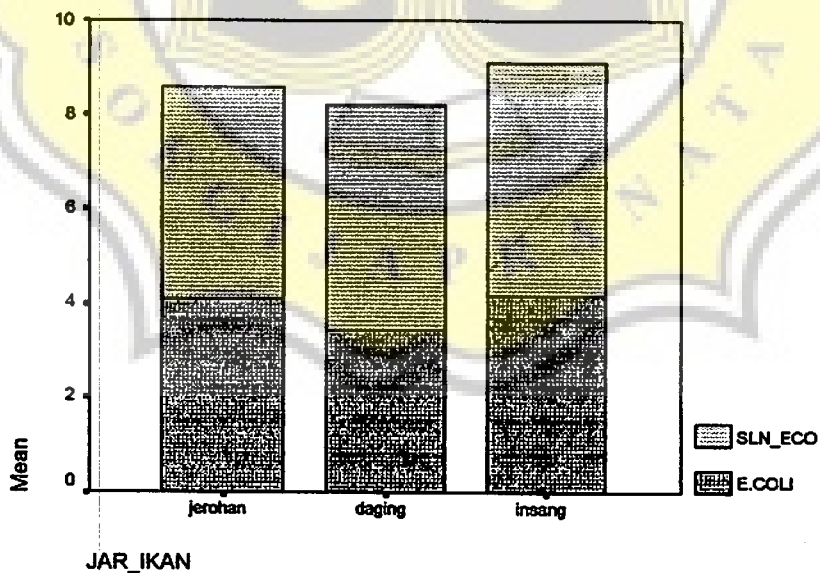 10
8
6
4
2
0
Mean
jerohan
daging
insang
SLN_ECO
E.COLI
JAR_IKAN